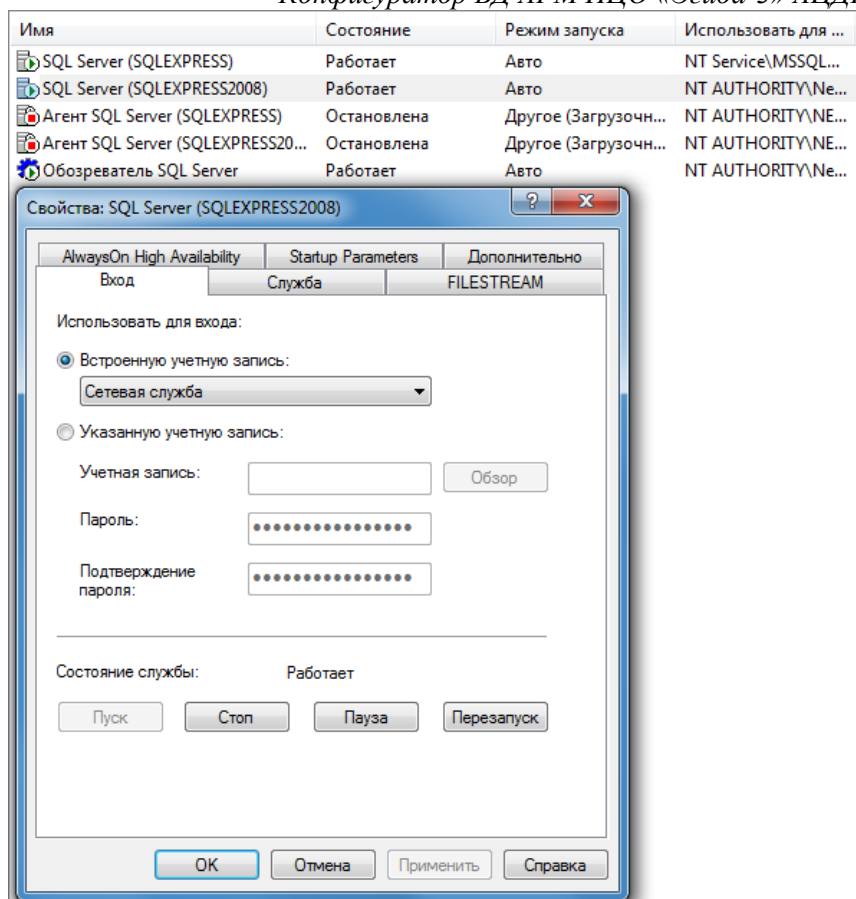 Конфигуратор БД АРМ ПЦО «Эгида-3» АЦДР
Имя Состояние Режим запуска Использовать для ...
SQL Server (SQLEXPRESS) Работает Авто NT Service\MSSQL...
SQL Server (SQLEXPRESS2008) Работает Авто NT AUTHORITY\Ne...
Агент SQL Server (SQLEXPRESS) Остановлена Другое (Загрузочн... NT AUTHORITY\NE...
Агент SQL Server (SQLEXPRESS20... Остановлена Другое (Загрузочн... NT AUTHORITY\NE...
Обозреватель SQL Server Работает Авто NT AUTHORITY\Ne...
Свойства: SQL Server (SQLEXPRESS2008)
AlwaysOn High Availability Startup Parameters Дополнительно
Вход Служба FILESTREAM
Использовать для входа:
Встроенную учетную запись:
Сетевая служба
Указанную учетную запись:
Учетная запись: Обзор
Пароль:
Подтверждение
пароля:
Состояние службы: Работает
Пуск Стоп Пауза Перезапуск
OK Отмена Применить Справка